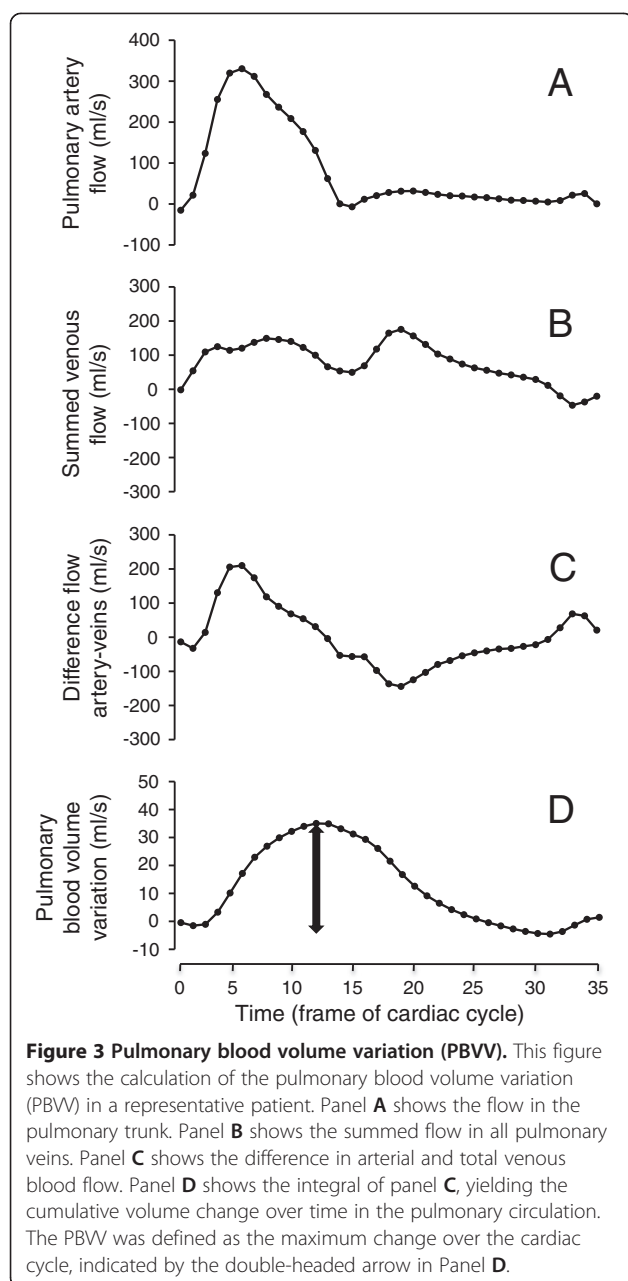 400
300
200
100
0
-100
Pulmonary artery
flow (ml/s)
A
300
200
100
0
-100
-200
-300
Summed venous
flow (ml/s)
B
300
200
100
0
-100
-200
-300
Difference flow
artery-veins (ml/s)
C
50
40
30
20
10
0
-10
Pulmonary
blood volume
variation (ml/s)
D
0 5 10 15 20 25 30 35
Time (frame of cardiac cycle)
Figure 3 Pulmonary blood volume variation (PBVV). This figure
shows the calculation of the pulmonary blood volume variation
(PBVV) in a representative patient. Panel A shows the flow in the
pulmonary trunk. Panel B shows the summed flow in all pulmonary
veins. Panel C shows the difference in arterial and total venous
blood flow. Panel D shows the integral of panel C, yielding the
cumulative volume change over time in the pulmonary circulation.
The PBVV was defined as the maximum change over the cardiac
cycle, indicated by the double-headed arrow in Panel D.